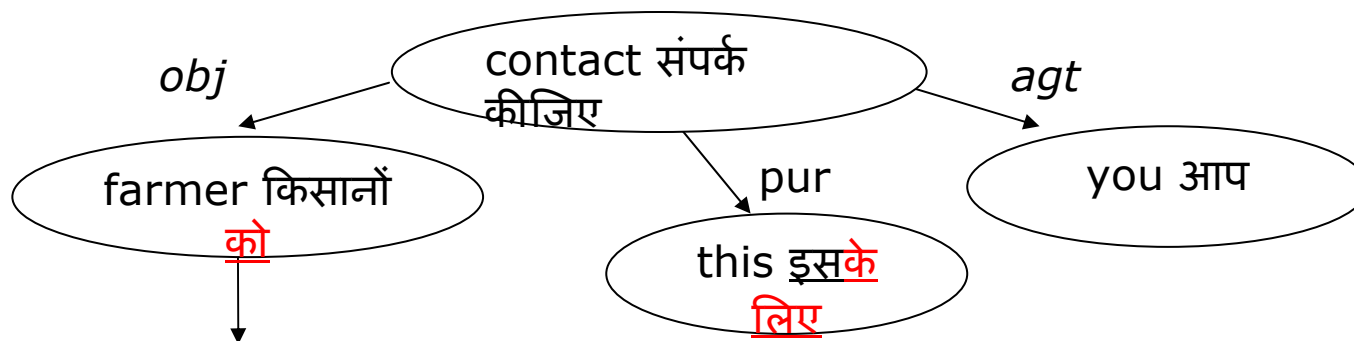 contact संपर्क
कीजिए
obj
agt
farmer किसानों
को
pur
you आप
this इसके
लिए